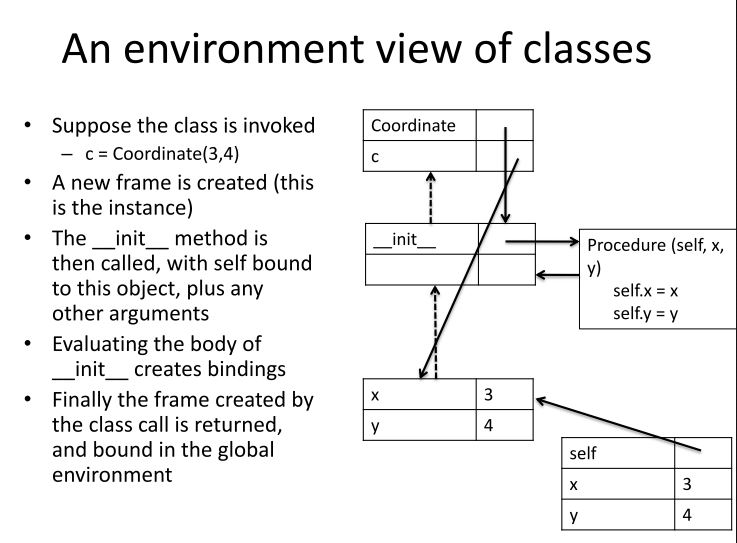 An environment view of classes
• Suppose the class is invoked
– c = Coordinate(3,4)
• A new frame is created (this
is the instance)
• The __init__ method is
then called, with self bound
to this object, plus any
other arguments
• Evaluating the body of
__init__ creates bindings
• Finally the frame created by
the class call is returned,
and bound in the global
environment
Coordinate
c
__init__
Procedure (self, x,
y)
self.x = x
self.y = y
x 3
y 4
self
x 3
y 4